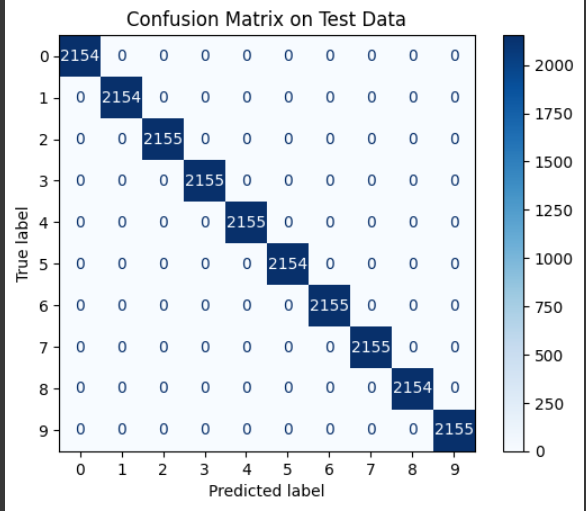 Confusion Matrix on Test Data
True label
0 2154 0 0 0 0 0 0 0 0 0
1 0 2154 0 0 0 0 0 0 0 0
2 0 0 2155 0 0 0 0 0 0 0
3 0 0 0 2155 0 0 0 0 0 0
4 0 0 0 0 2155 0 0 0 0 0
5 0 0 0 0 0 2154 0 0 0 0
6 0 0 0 0 0 0 2155 0 0 0
7 0 0 0 0 0 0 0 2155 0 0
8 0 0 0 0 0 0 0 0 2154 0
9 0 0 0 0 0 0 0 0 0 2155
0 1 2 3 4 5 6 7 8 9
Predicted label
2000
1750
1500
1250
1000
750
500
250
0